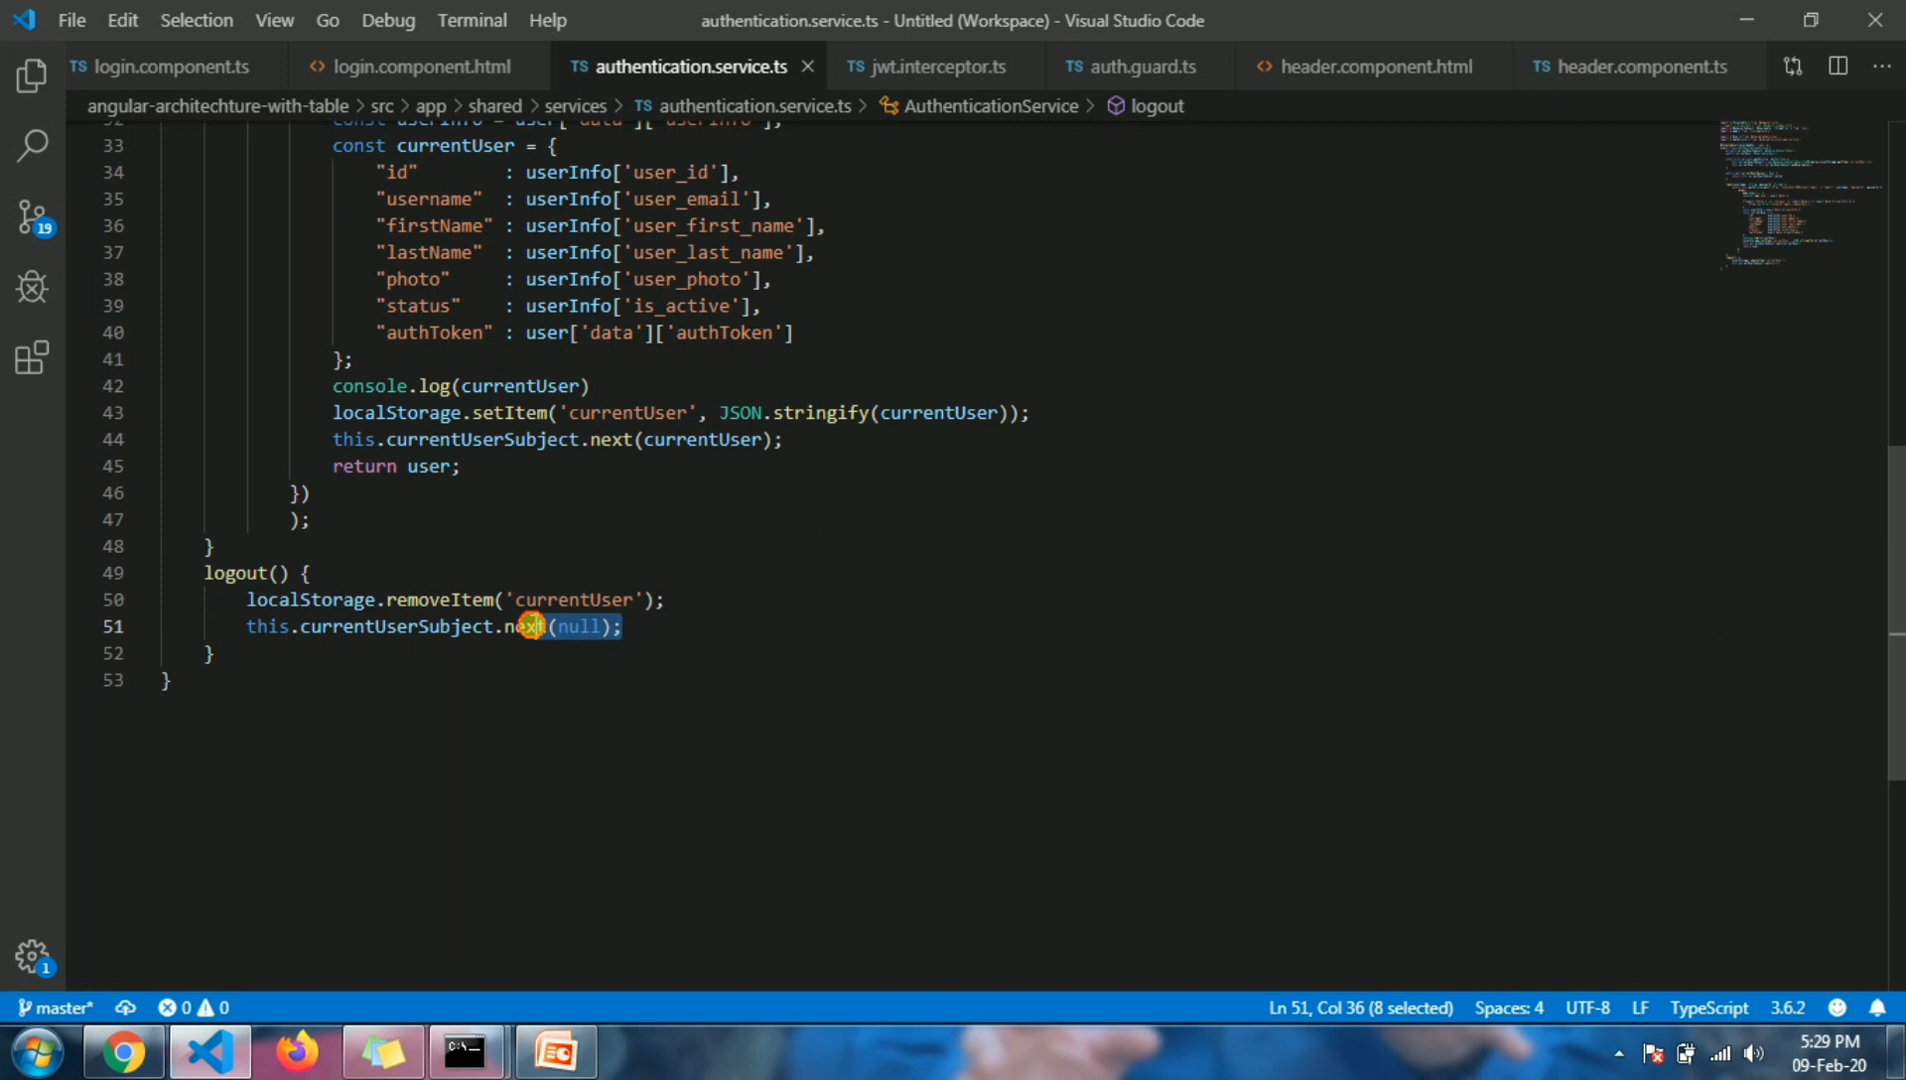 File Edit Selection View Go Debug Terminal Help authentication.service.ts - Untitled (Workspace) - Visual Studio Code
TS login.component.ts <> login.component.html TS authentication.service.ts TS jwt.interceptor.ts TS auth.guard.ts <> header.component.html TS header.component.ts
angular-architechture-with-table > src > app > shared > services > TS authentication.service.ts > AuthenticationService > logout
32 const userInfo = user['data']['userInfo'];
33 const currentUser = {
34 "id" : userInfo['user_id'],
35 "username" : userInfo['user_email'],
36 "firstName" : userInfo['user_first_name'],
37 "lastName" : userInfo['user_last_name'],
38 "photo" : userInfo['user_photo'],
39 "status" : userInfo['is_active'],
40 "authToken" : user['data']['authToken']
41 };
42 console.log(currentUser)
43 localStorage.setItem('currentUser', JSON.stringify(currentUser));
44 this.currentUserSubject.next(currentUser);
45 return user;
46 })
47 );
48 }
49 logout() {
50 localStorage.removeItem('currentUser');
51 this.currentUserSubject.next(null);
52 }
53 }
19
1
master* 0 0 Ln 51, Col 36 (8 selected) Spaces: 4 UTF-8 LF TypeScript 3.6.2
C:\.
5:29 PM
09-Feb-20